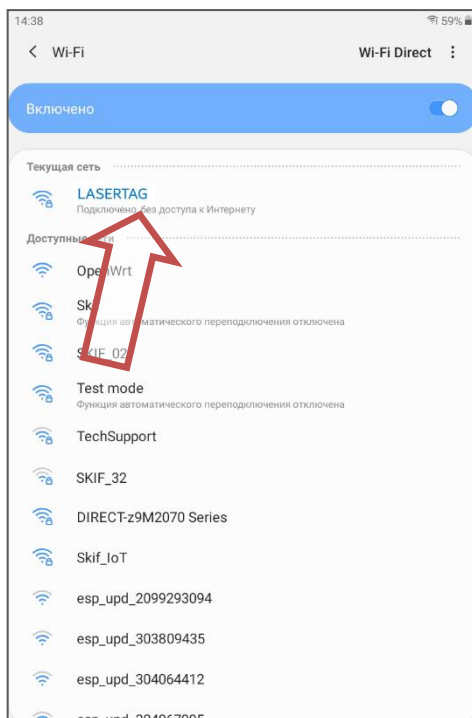 14:38 59%
Wi-Fi Wi-Fi Direct
Включено
Текущая сеть
LASERTAG
Подключено, без доступа к Интернету
Доступные ти
OpenWrt
Sk
Функция автоматического переподключения отключена
SKIF_02
Test mode
Функция автоматического переподключения отключена
TechSupport
SKIF_32
DIRECT-z9M2070 Series
Skif_IoT
esp_upd_2099293094
esp_upd_303809435
esp_upd_304064412